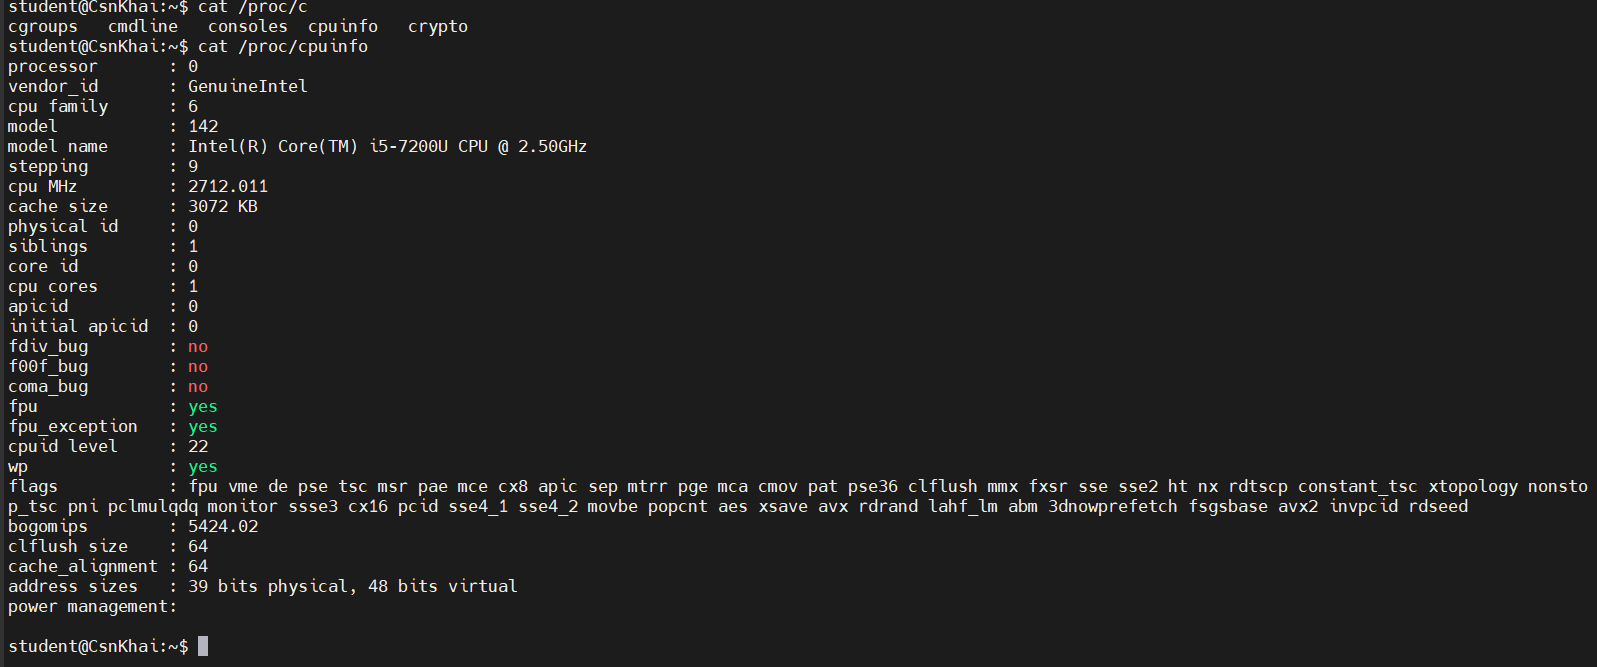 student@CsnKhai:~$ cat /proc/c
cgroups   cmdline   consoles  cpuinfo   crypto
student@CsnKhai:~$ cat /proc/cpuinfo
processor       : 0
vendor_id       : GenuineIntel
cpu family      : 6
model           : 142
model name      : Intel(R) Core(TM) i5-7200U CPU @ 2.50GHz
stepping        : 9
cpu MHz         : 2712.011
cache size      : 3072 KB
physical id     : 0
siblings        : 1
core id         : 0
cpu cores       : 1
apicid          : 0
initial apicid  : 0
fdiv_bug        : no
f00f_bug        : no
coma_bug        : no
fpu             : yes
fpu_exception   : yes
cpuid level     : 22
wp              : yes
flags           : fpu vme de pse tsc msr pae mce cx8 apic sep mtrr pge mca cmov pat pse36 clflush mmx fxsr sse sse2 ht nx rdtscp constant_tsc xtopology nonsto
p_tsc pni pclmulqdq monitor ssse3 cx16 pcid sse4_1 sse4_2 movbe popcnt aes xsave avx rdrand lahf_lm abm 3dnowprefetch fsgsbase avx2 invpcid rdseed
bogomips        : 5424.02
clflush size    : 64
cache_alignment : 64
address sizes   : 39 bits physical, 48 bits virtual
power management:
student@CsnKhai:~$